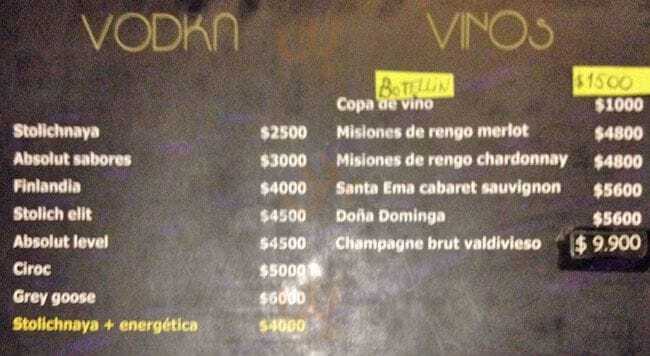 VODKA
Stolichnaya $2500
Absolut sabores $3000
Finlandia $4000
Stolich elit $4500
Absolut level $4500
Ciroc $5000
Grey goose $6000
Stolichnaya + energética $4000
VINOS
BOTELLIN $1500
Copa de vino $1000
Misiones de rengo merlot $4800
Misiones de rengo chardonnay $4800
Santa Ema cabaret sauvignon $5600
Doña Dominga $5600
Champagne brut valdivieso $9.900